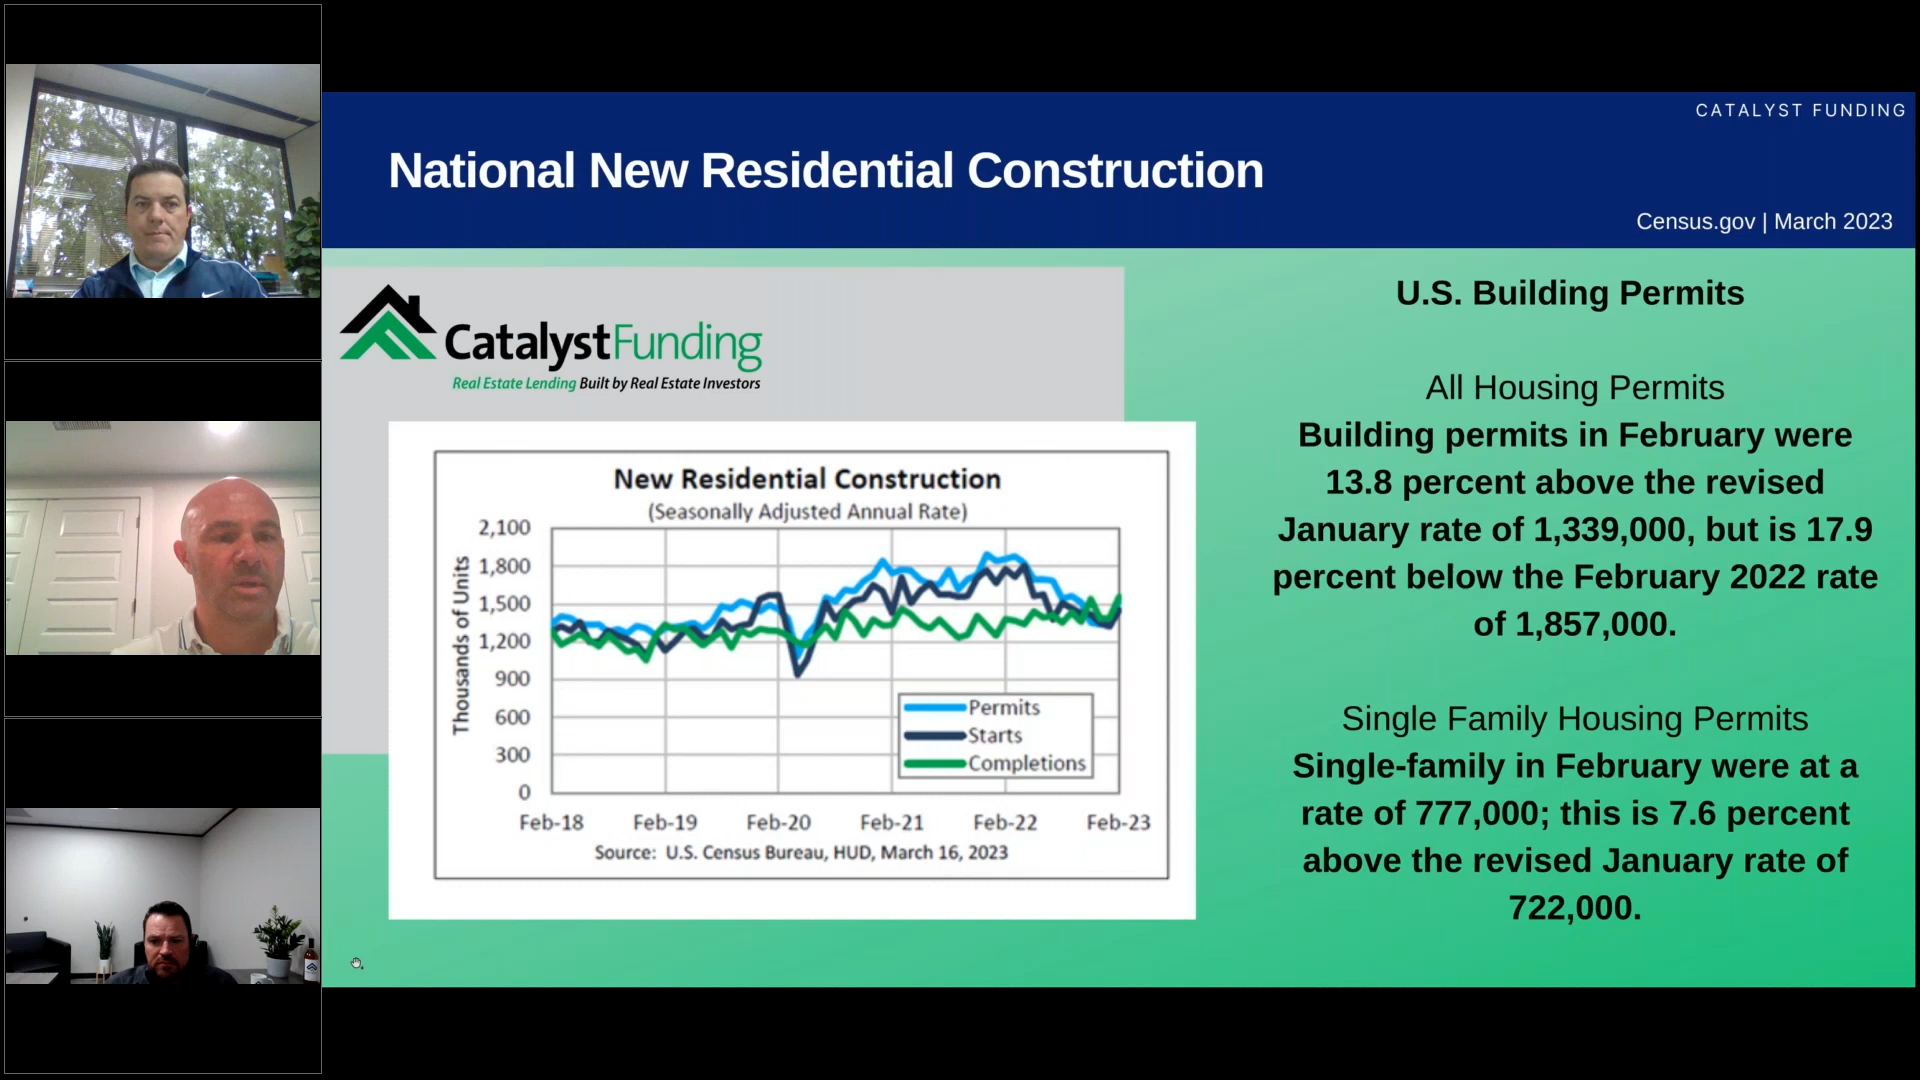 CATALYST FUNDING
National New Residential Construction
Census.gov | March 2023
CatalystFunding
Real Estate Lending Built by Real Estate Investors
New Residential Construction
(Seasonally Adjusted Annual Rate)
Thousands of Units
2,100
1,800
1,500
1,200
900
600
300
0
Permits
Starts
Completions
Feb-18 Feb-19 Feb-20 Feb-21 Feb-22 Feb-23
Source: U.S. Census Bureau, HUD, March 16, 2023
U.S. Building Permits
All Housing Permits
Building permits in February were
13.8 percent above the revised
January rate of 1,339,000, but is 17.9
percent below the February 2022 rate
of 1,857,000.
Single Family Housing Permits
Single-family in February were at a
rate of 777,000; this is 7.6 percent
above the revised January rate of
722,000.